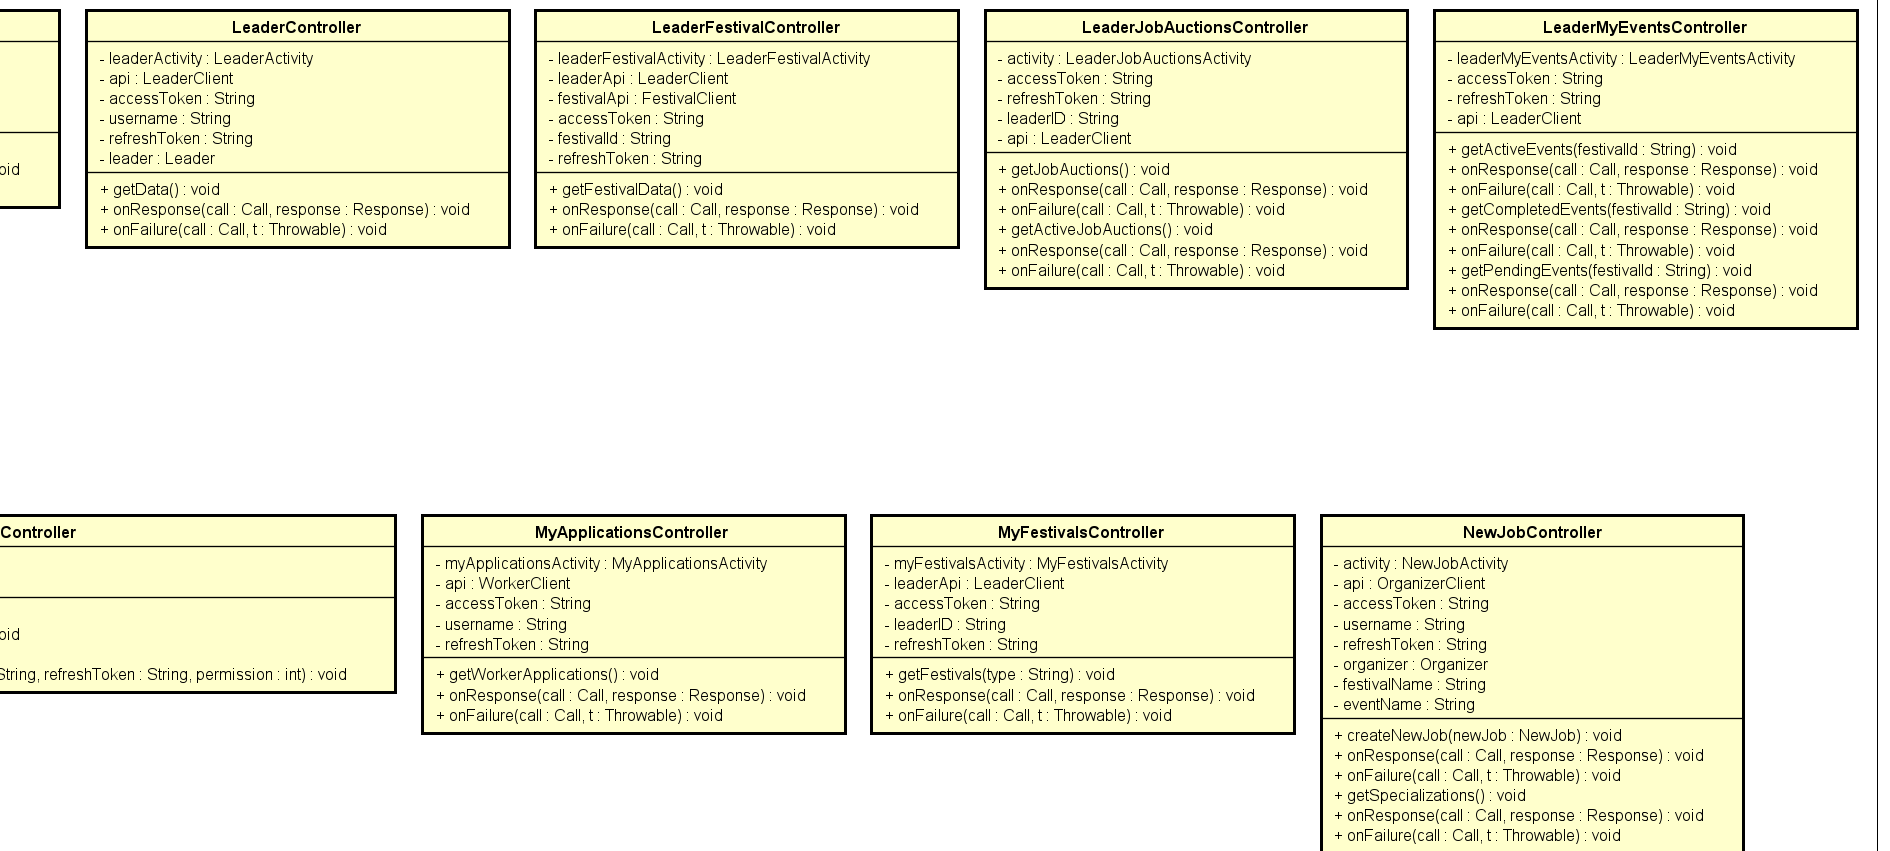 oid
LeaderController
- leaderActivity : LeaderActivity
- api : LeaderClient
- accessToken : String
- username : String
- refreshToken : String
- leader : Leader
+ getData() : void
+ onResponse(call : Call, response : Response) : void
+ onFailure(call : Call, t : Throwable) : void
LeaderFestivalController
- leaderFestivalActivity : LeaderFestivalActivity
- leaderApi : LeaderClient
- festivalApi : FestivalClient
- accessToken : String
- festivalId : String
- refreshToken : String
+ getFestivalData() : void
+ onResponse(call : Call, response : Response) : void
+ onFailure(call : Call, t : Throwable) : void
LeaderJobAuctionsController
- activity : LeaderJobAuctionsActivity
- accessToken : String
- refreshToken : String
- leaderID : String
- api : LeaderClient
+ getJobAuctions() : void
+ onResponse(call : Call, response : Response) : void
+ onFailure(call : Call, t : Throwable) : void
+ getActiveJobAuctions() : void
+ onResponse(call : Call, response : Response) : void
+ onFailure(call : Call, t : Throwable) : void
LeaderMyEventsController
- leaderMyEventsActivity : LeaderMyEventsActivity
- accessToken : String
- refreshToken : String
- api : LeaderClient
+ getActiveEvents(festivalId : String) : void
+ onResponse(call : Call, response : Response) : void
+ onFailure(call : Call, t : Throwable) : void
+ getCompletedEvents(festivalId : String) : void
+ onResponse(call : Call, response : Response) : void
+ onFailure(call : Call, t : Throwable) : void
+ getPendingEvents(festivalId : String) : void
+ onResponse(call : Call, response : Response) : void
+ onFailure(call : Call, t : Throwable) : void
Controller
oid
String, refreshToken : String, permission : int) : void
MyApplicationsController
- myApplicationsActivity : MyApplicationsActivity
- api : WorkerClient
- accessToken : String
- username : String
- refreshToken : String
+ getWorkerApplications() : void
+ onResponse(call : Call, response : Response) : void
+ onFailure(call : Call, t : Throwable) : void
MyFestivalsController
- myFestivalsActivity : MyFestivalsActivity
- leaderApi : LeaderClient
- accessToken : String
- leaderID : String
- refreshToken : String
+ getFestivals(type : String) : void
+ onResponse(call : Call, response : Response) : void
+ onFailure(call : Call, t : Throwable) : void
NewJobController
- activity : NewJobActivity
- api : OrganizerClient
- accessToken : String
- username : String
- refreshToken : String
- organizer : Organizer
- festivalName : String
- eventName : String
+ createNewJob(newJob : NewJob) : void
+ onResponse(call : Call, response : Response) : void
+ onFailure(call : Call, t : Throwable) : void
+ getSpecializations() : void
+ onResponse(call : Call, response : Response) : void
+ onFailure(call : Call, t : Throwable) : void